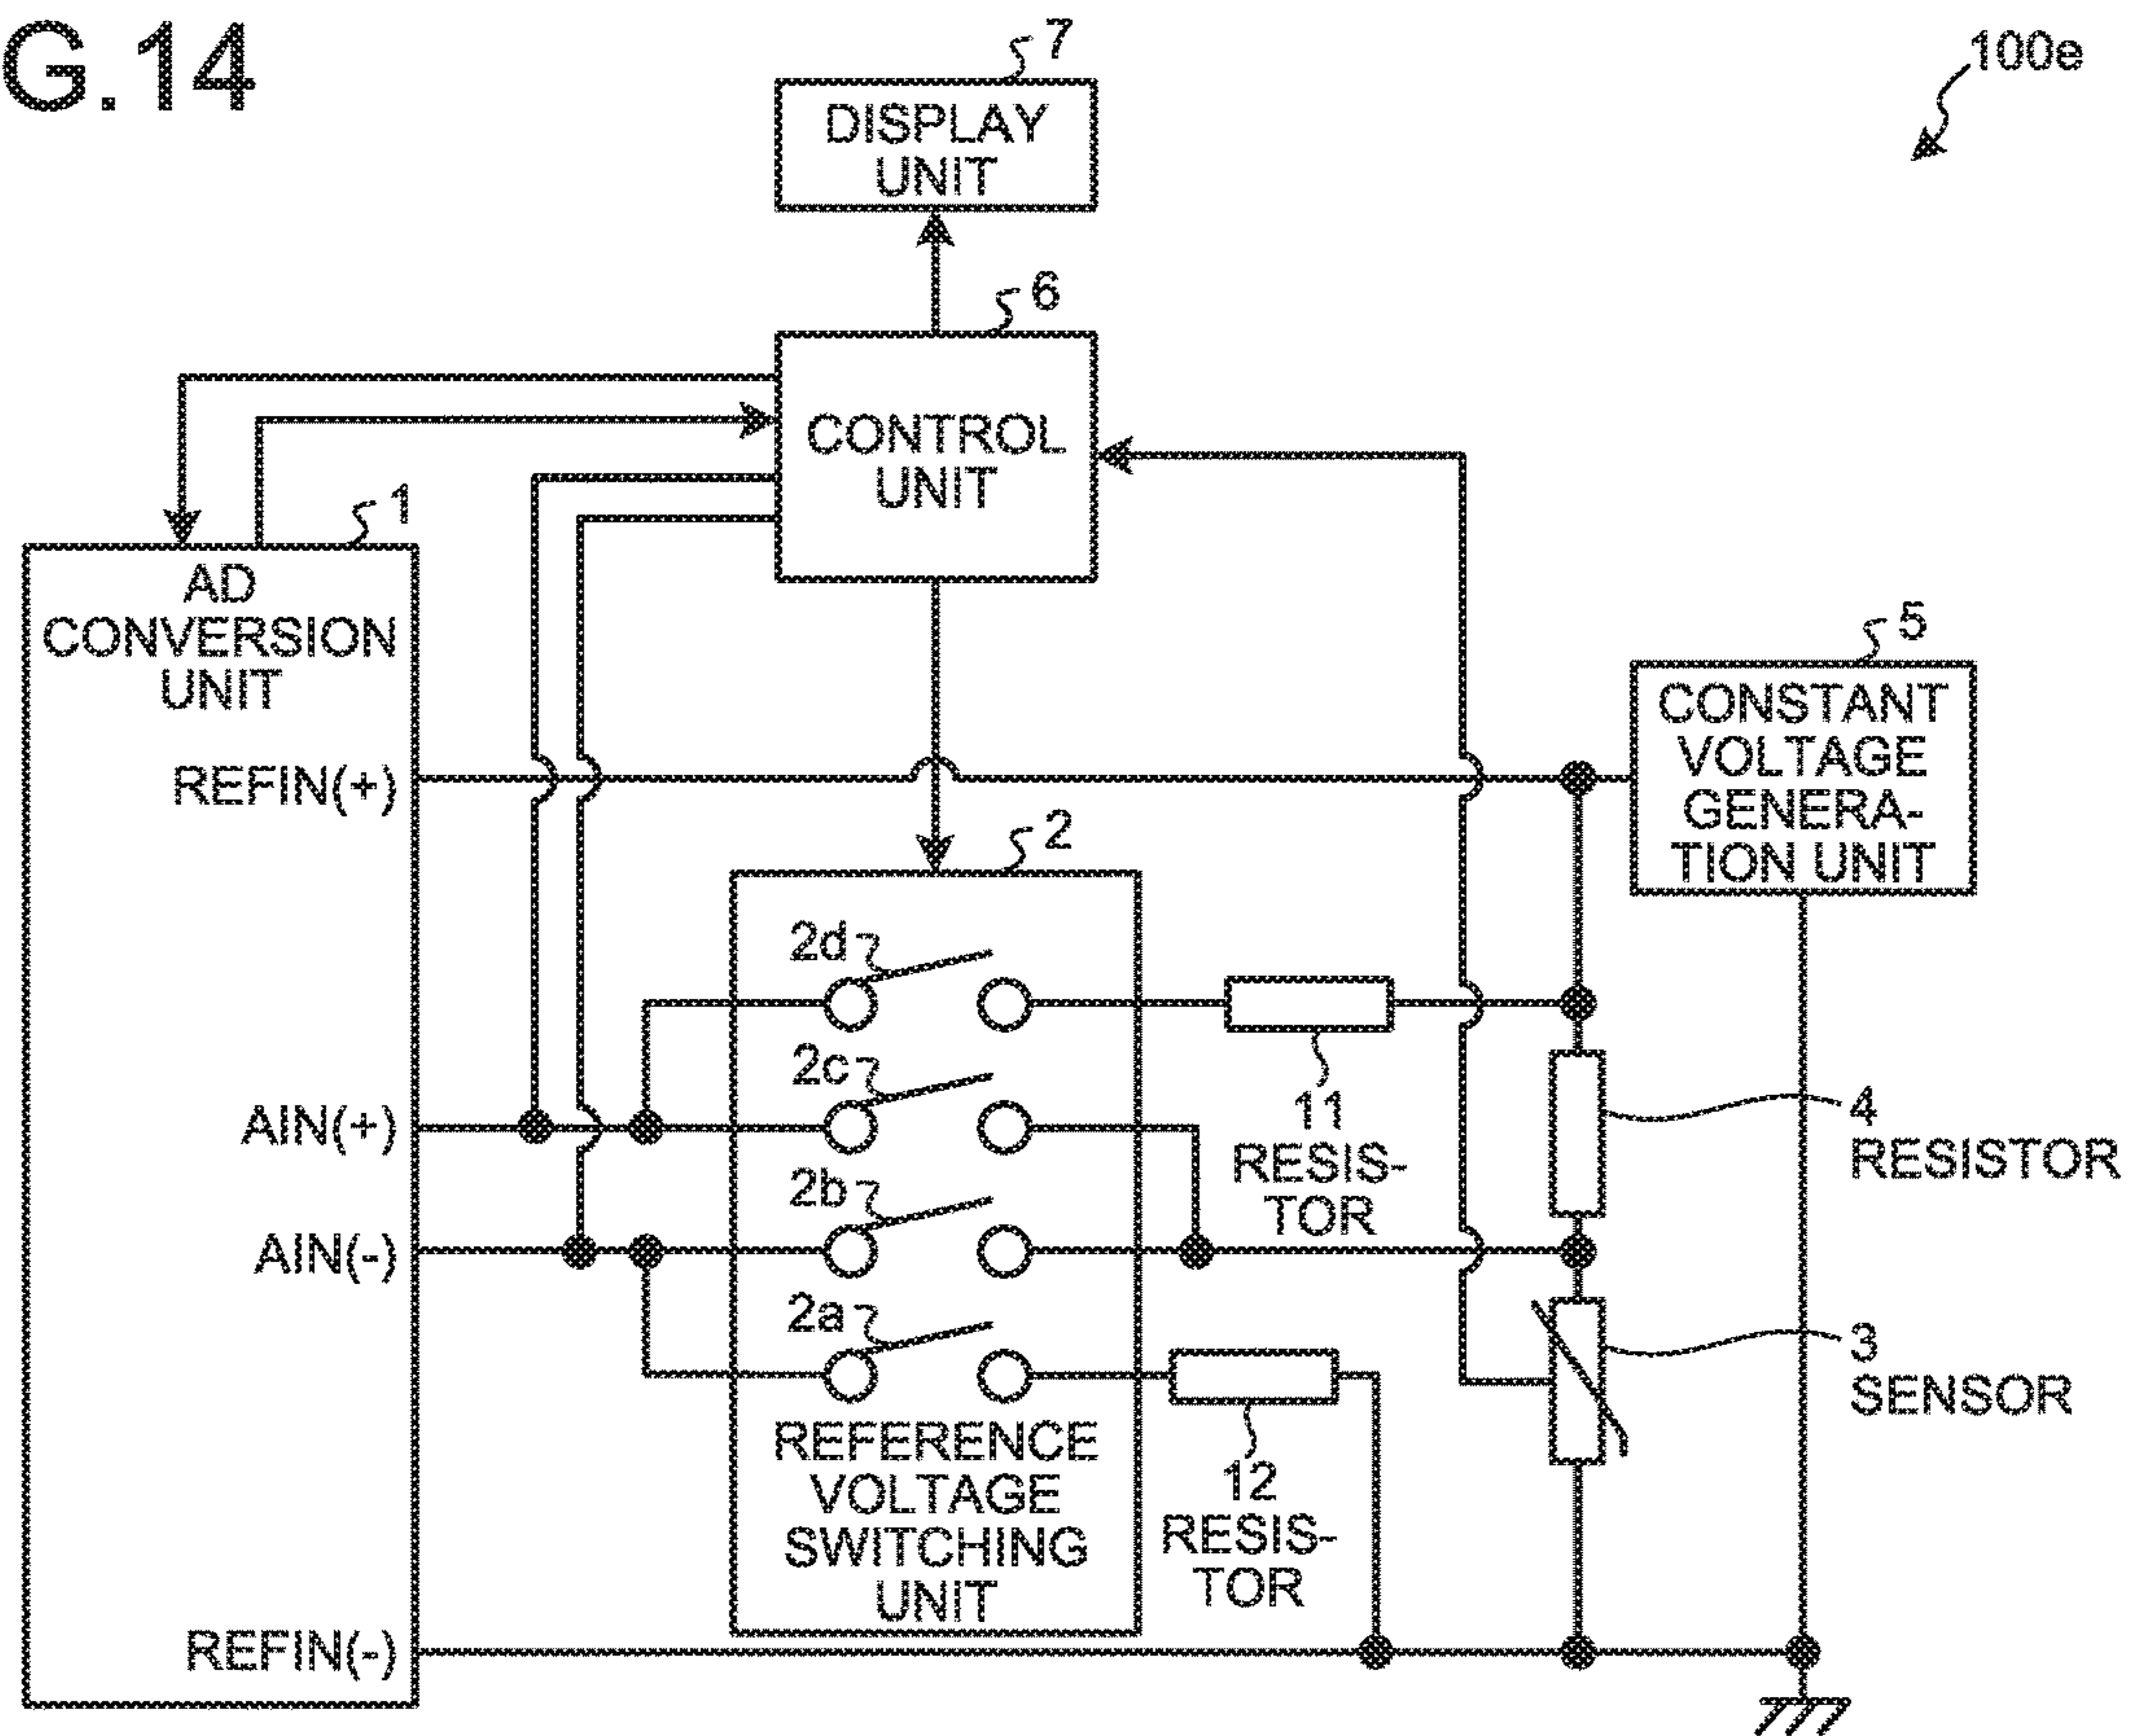 G.14
7
100e
DISPLAY
UNIT
6
CONTROL
UNIT
1
AD
CONVERSION
UNIT
5
CONSTANT
VOLTAGE
GENERA-
TION UNIT
REFIN(+)
2
2d
2c
11
RESIS-
TOR
4
RESISTOR
AIN(+)
2b
AIN(-)
2a
3
SENSOR
REFERENCE
VOLTAGE
SWITCHING
UNIT
12
RESIS-
TOR
REFIN(-)